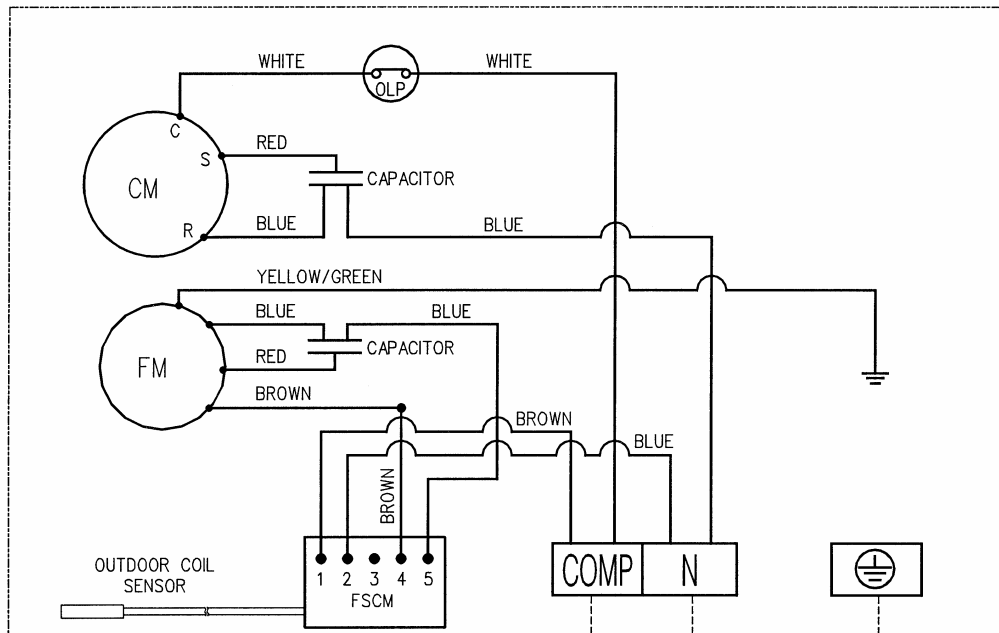 WHITE
WHITE
OLP
C
RED
S
CM
CAPACITOR
R
BLUE
BLUE
YELLOW/GREEN
BLUE
BLUE
FM
CAPACITOR
RED
BROWN
BROWN
BLUE
BROWN
OUTDOOR COIL
SENSOR
1 2 3 4 5
FSCM
COMP
N